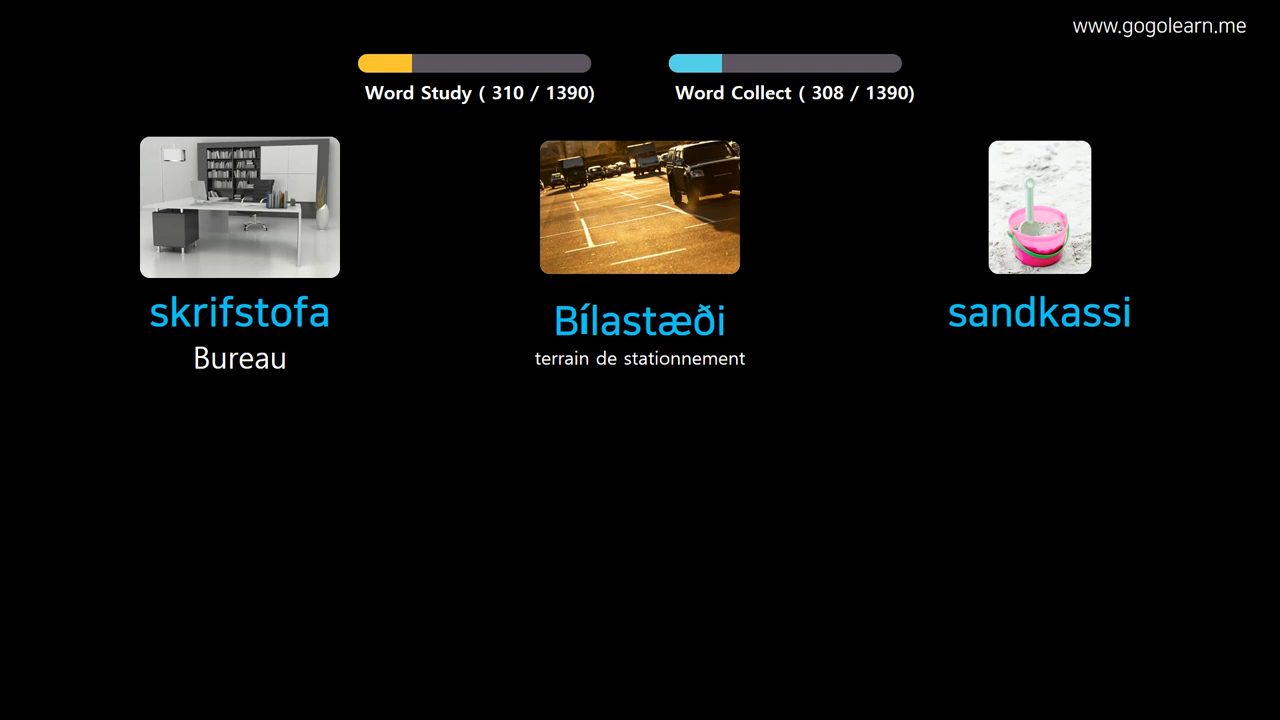 www.gogolearn.me
Word Study ( 310 / 1390)
Word Collect ( 308 / 1390)
skrifstofa
Bureau
Bílastæði
terrain de stationnement
sandkassi